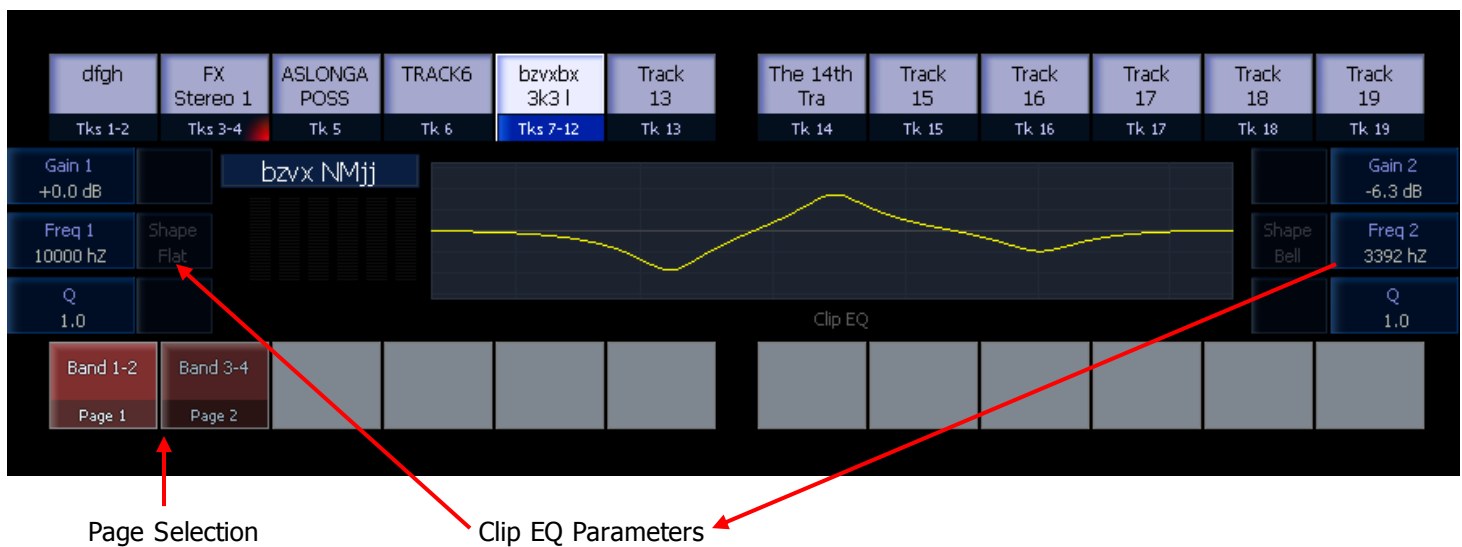 dfgh
FX
Stereo 1
ASLONGA
POSS
TRACK6
bzvxbx
3k3 l
Track
13
The 14th
Tra
Track
15
Track
16
Track
17
Track
18
Track
19
Tks 1-2
Tks 3-4
Tk 5
Tk 6
Tks 7-12
Tk 13
Tk 14
Tk 15
Tk 16
Tk 17
Tk 18
Tk 19
Gain 1
+0.0 dB
bzvx NMjj
Gain 2
-6.3 dB
Freq 1
10000 hZ
Shape
Flat
Shape
Bell
Freq 2
3392 hZ
Q
1.0
Clip EQ
Q
1.0
Band 1-2
Page 1
Band 3-4
Page 2
Page Selection
Clip EQ Parameters